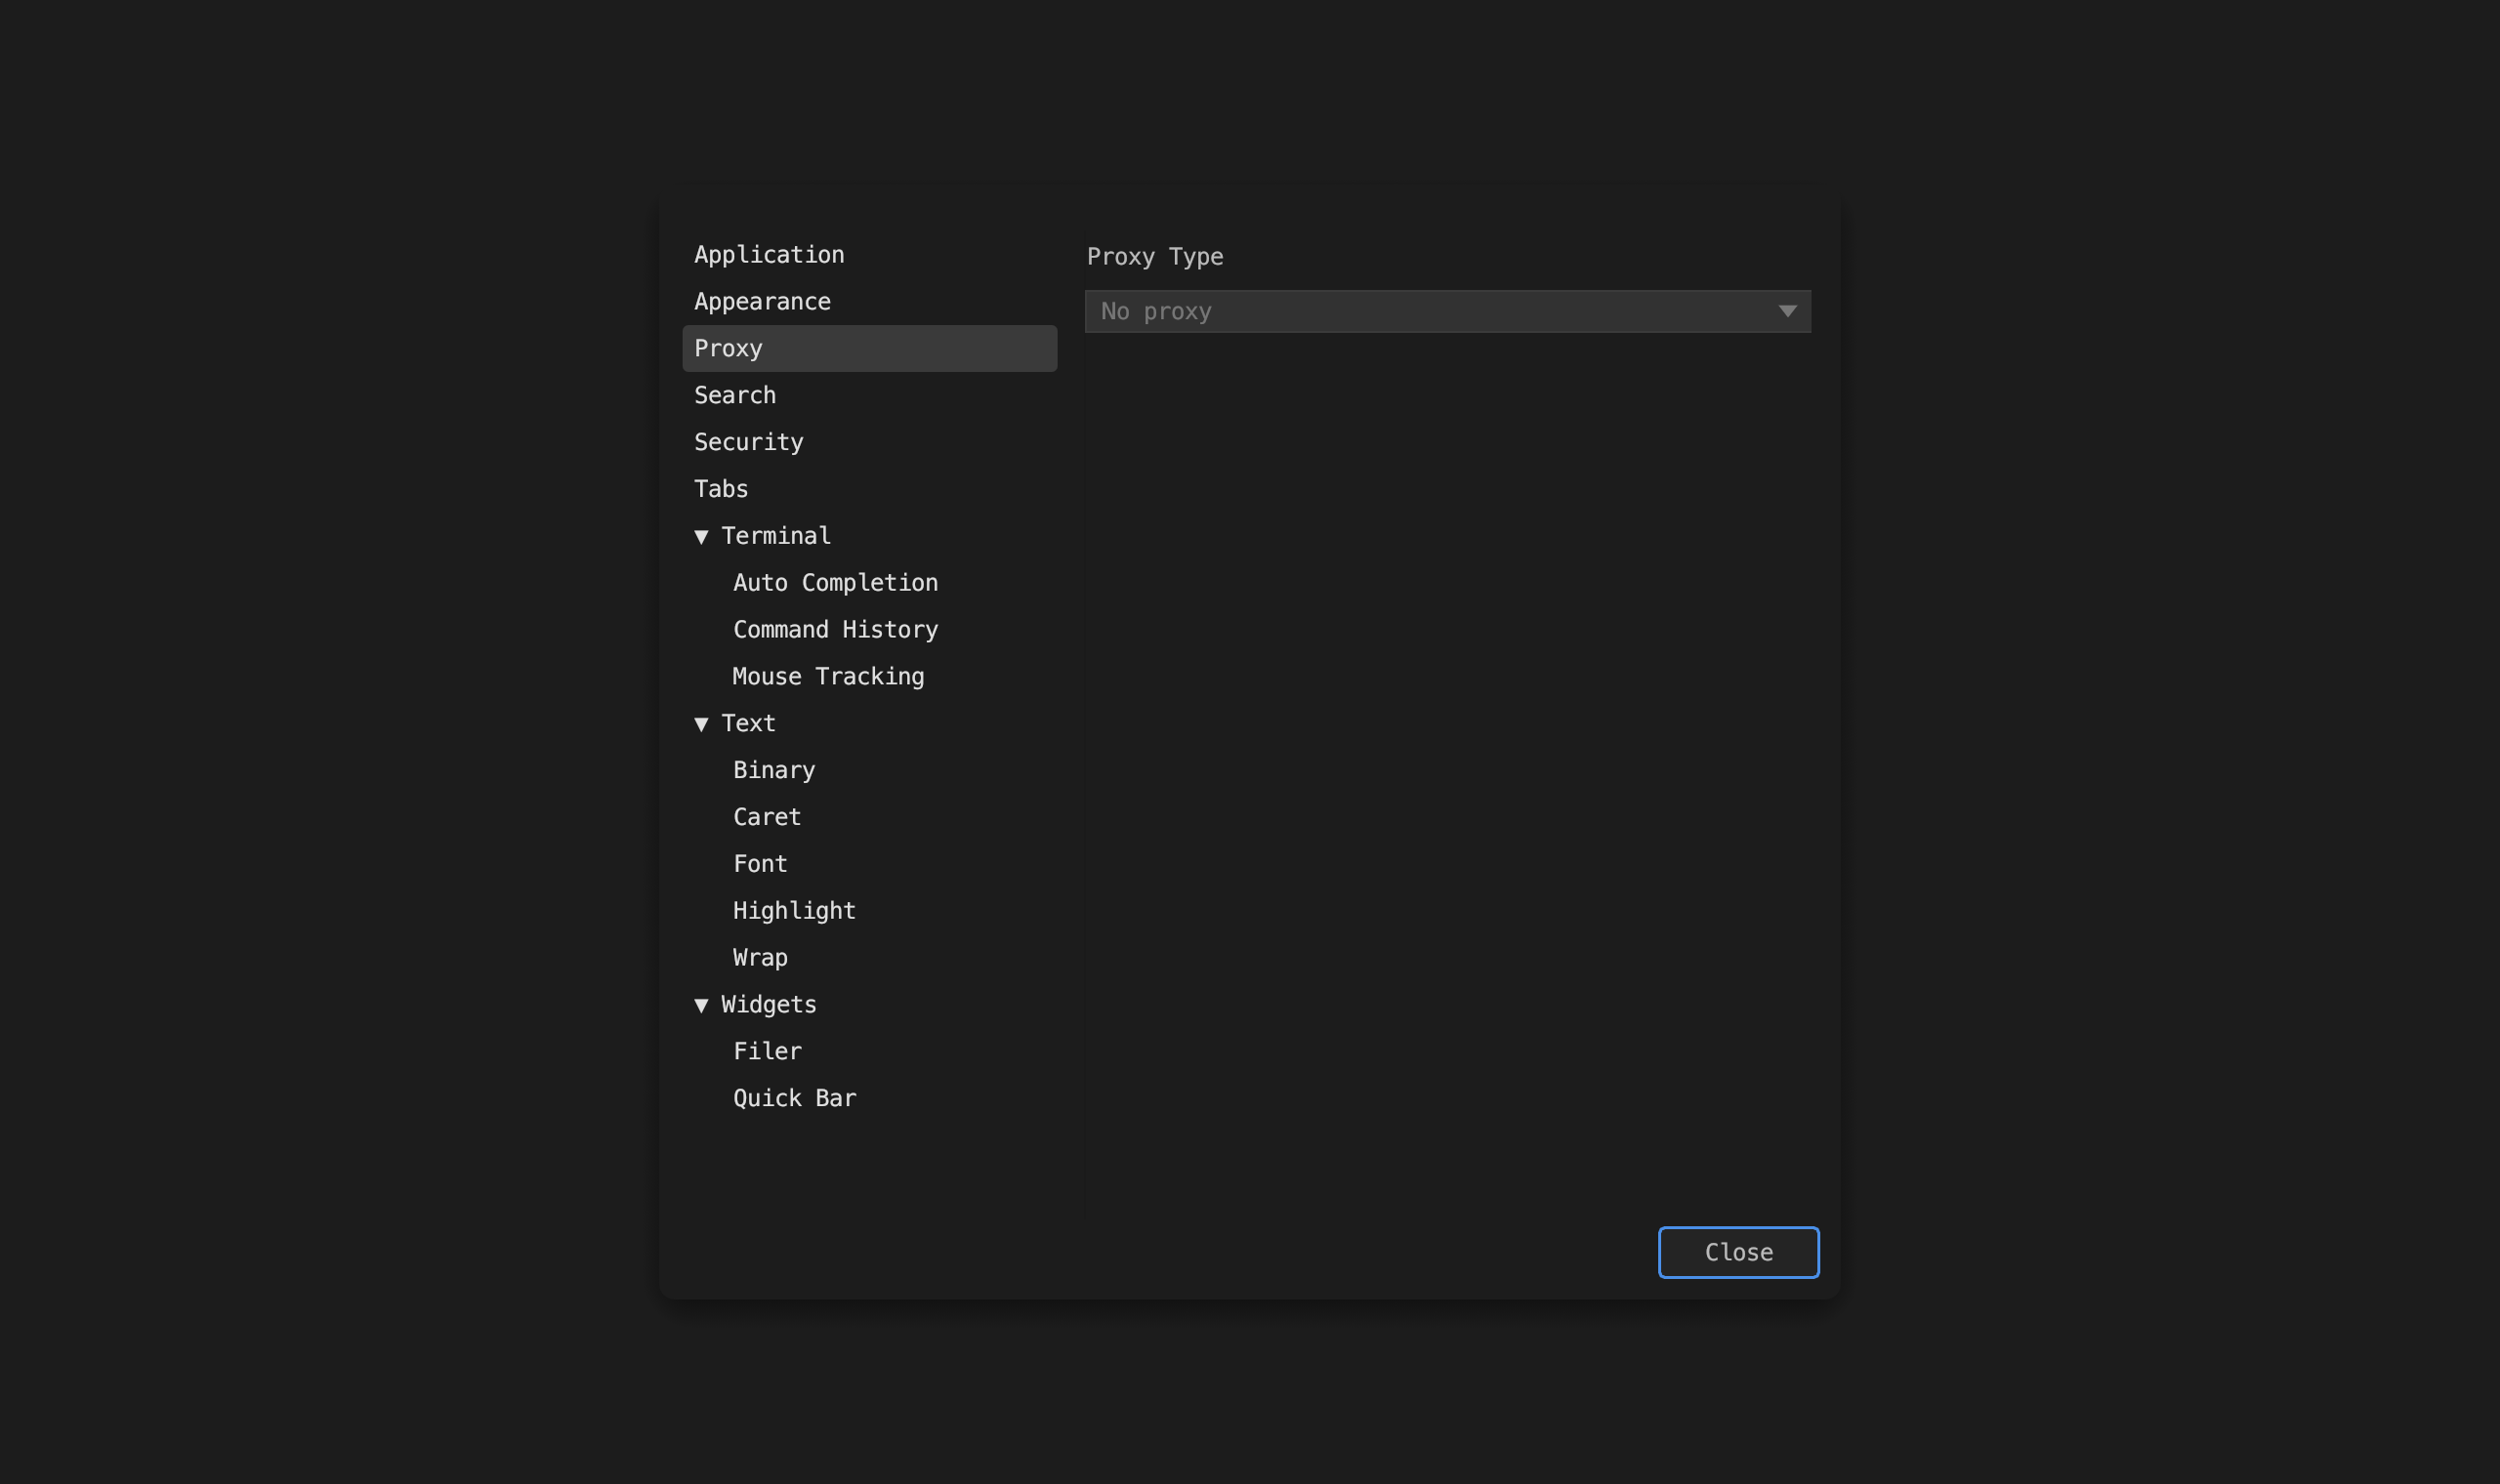 Application
Appearance
Proxy
Search
Security
Tabs
▼ Terminal
Auto Completion
Command History
Mouse Tracking
▼ Text
Binary
Caret
Font
Highlight
Wrap
▼ Widgets
Filer
Quick Bar
Proxy Type
No proxy
Close